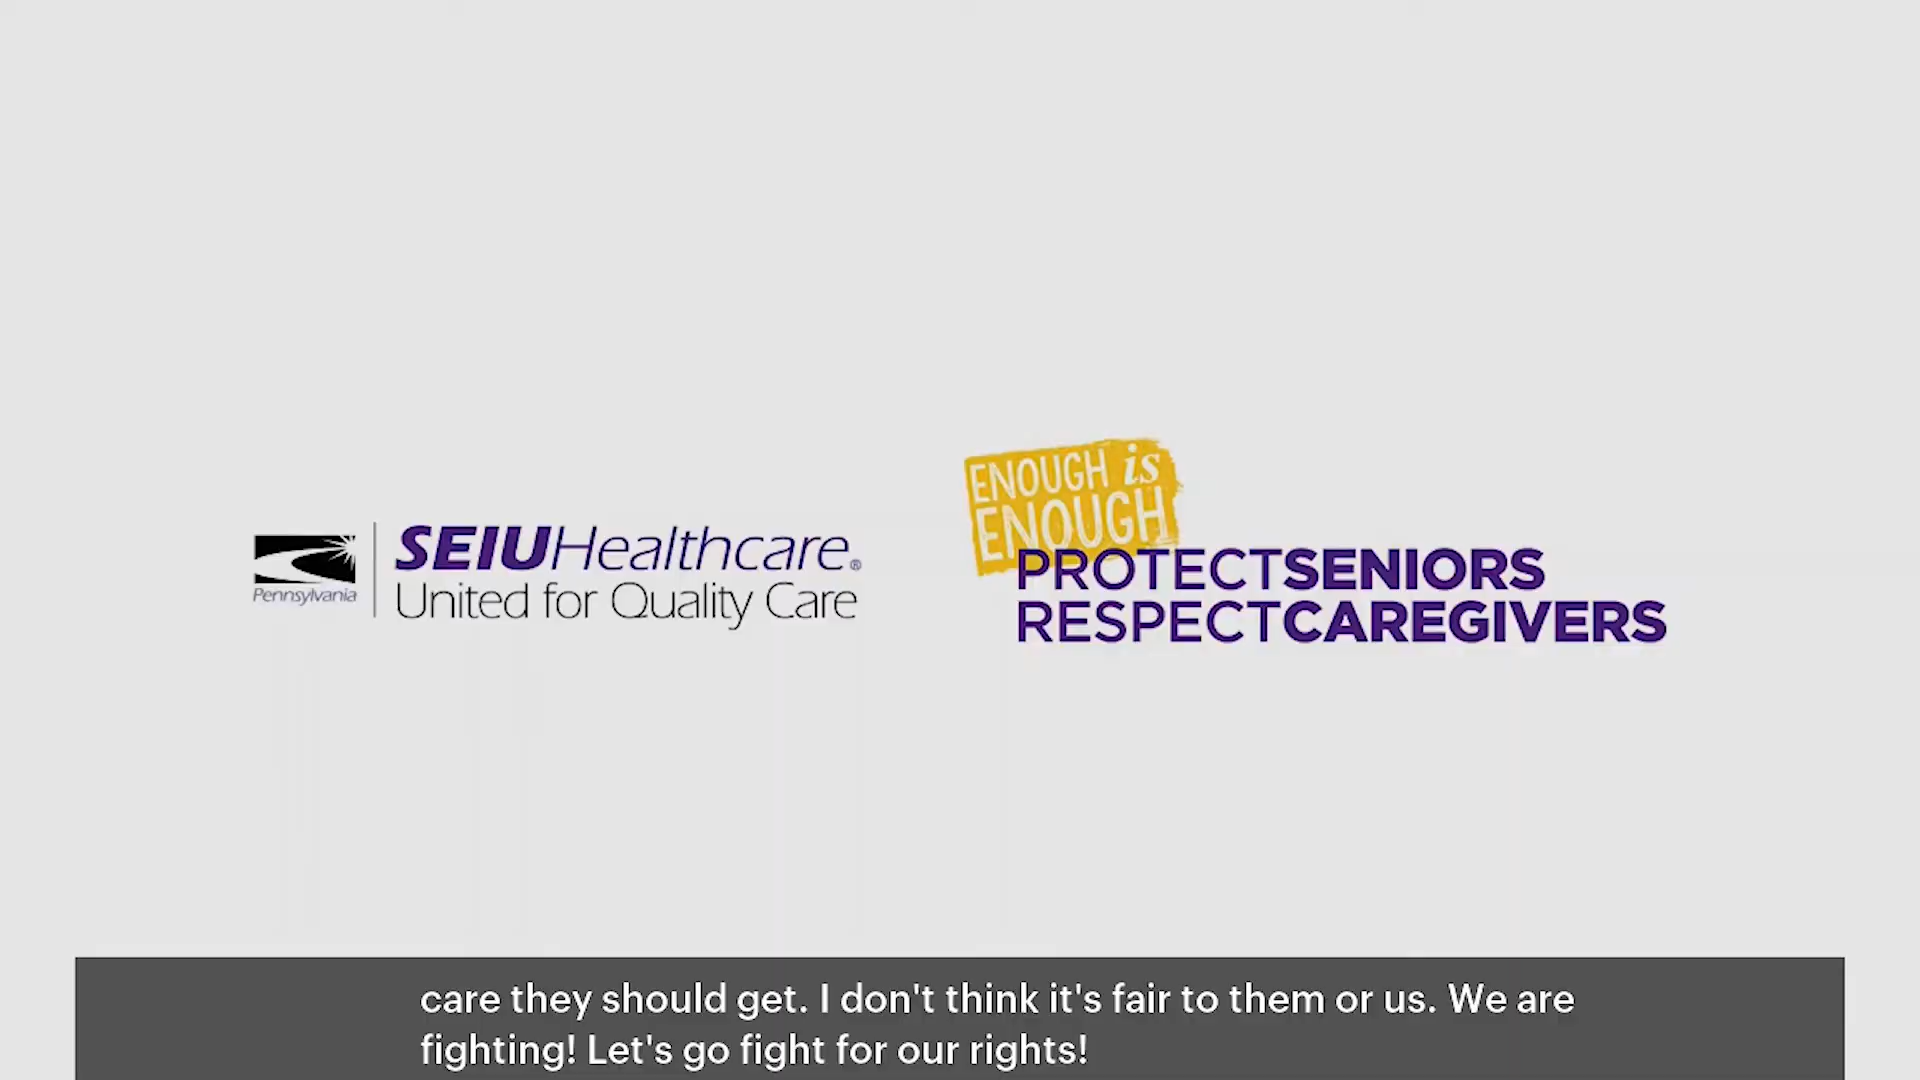 ENOUGH is
ENOUGH
PROTECTSENIORS
RESPECTCAREGIVERS
SEIUHealthcare®
United for Quality Care
Pennsylvania
care they should get. I don't think it's fair to them or us. We are
fighting! Let's go fight for our rights!